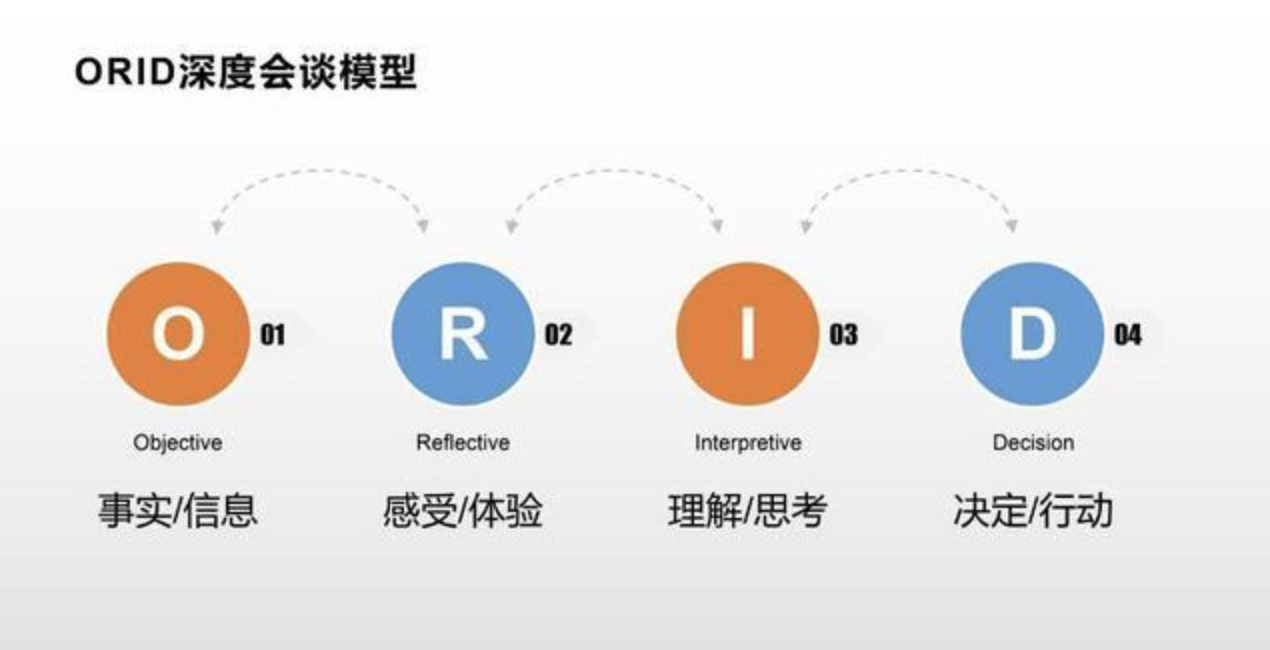 ORID深度会谈模型
O 01 R 02 I 03 D 04
Objective Reflective Interpretive Decision
事实/信息 感受/体验 理解/思考 决定/行动